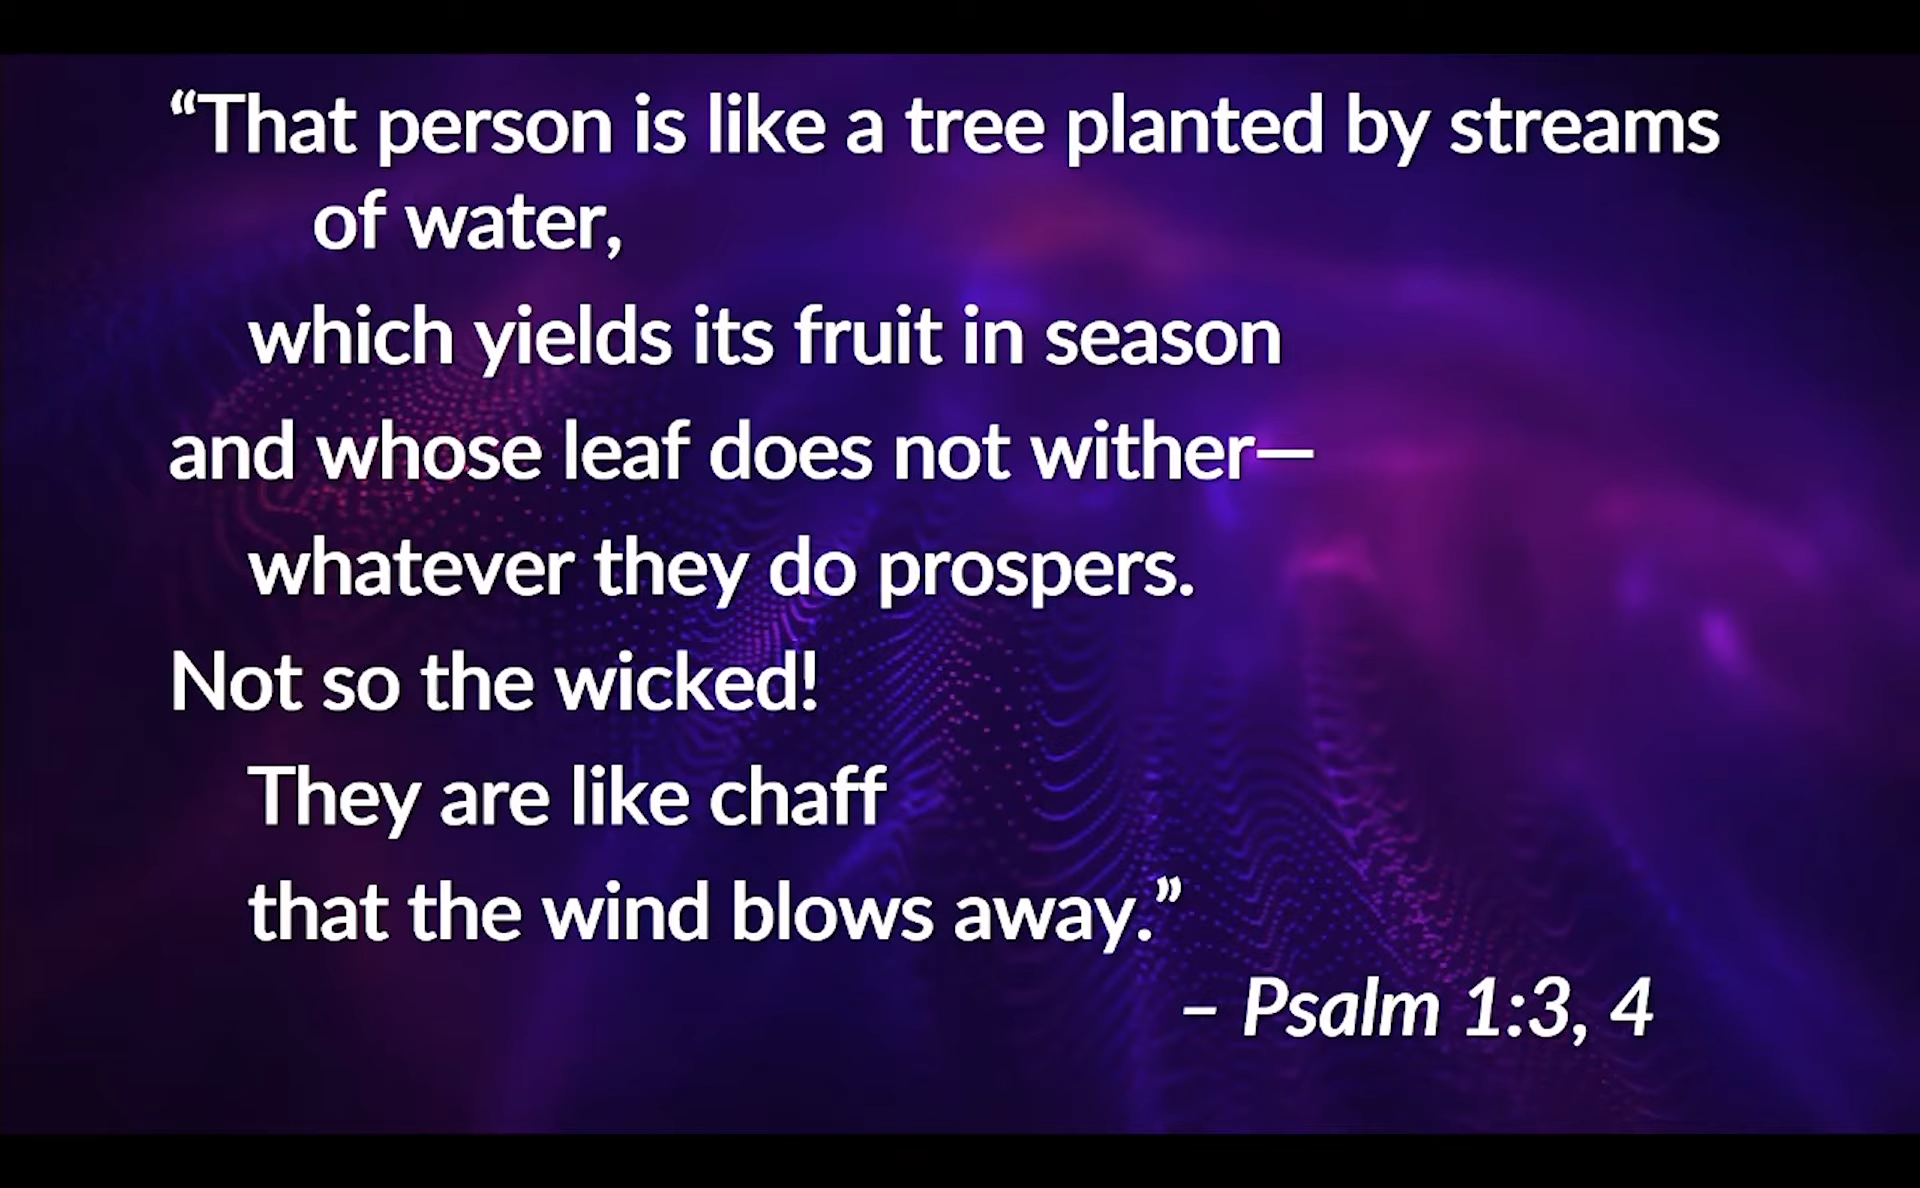 “That person is like a tree planted by streams
of water,
which yields its fruit in season
and whose leaf does not wither—
whatever they do prospers.
Not so the wicked!
They are like chaff
that the wind blows away.”
– Psalm 1:3, 4